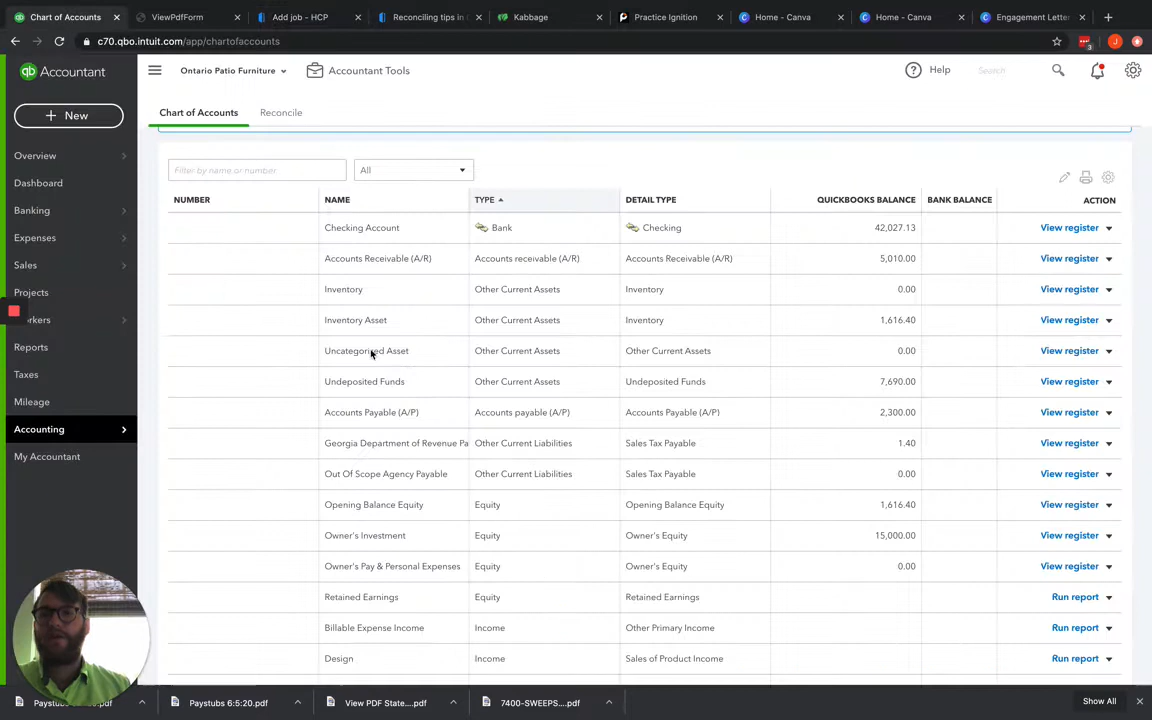 Chart of Accounts
ViewPdfForm
Add job - HCP
Reconciling tips in
Kabbage
Practice Ignition
Home - Canva
Home - Canva
Engagement Lette
c70.qbo.intuit.com/app/chartofaccounts
3
J
qb Accountant
Ontario Patio Furniture
Accountant Tools
Help
Search
+ New
Chart of Accounts
Reconcile
Overview
Dashboard
Banking
Expenses
Sales
Projects
orkers
Reports
Taxes
Mileage
Accounting
My Accountant
Filter by name or number
All
NUMBER NAME TYPE DETAIL TYPE QUICKBOOKS BALANCE BANK BALANCE ACTION
Checking Account Bank Checking 42,027.13 View register
Accounts Receivable (A/R) Accounts receivable (A/R) Accounts Receivable (A/R) 5,010.00 View register
Inventory Other Current Assets Inventory 0.00 View register
Inventory Asset Other Current Assets Inventory 1,616.40 View register
Uncategorized Asset Other Current Assets Other Current Assets 0.00 View register
Undeposited Funds Other Current Assets Undeposited Funds 7,690.00 View register
Accounts Payable (A/P) Accounts payable (A/P) Accounts Payable (A/P) 2,300.00 View register
Georgia Department of Revenue Pa Other Current Liabilities Sales Tax Payable 1.40 View register
Out Of Scope Agency Payable Other Current Liabilities Sales Tax Payable 0.00 View register
Opening Balance Equity Equity Opening Balance Equity 1,616.40 View register
Owner's Investment Equity Owner's Equity 15,000.00 View register
Owner's Pay & Personal Expenses Equity Owner's Equity 0.00 View register
Retained Earnings Equity Retained Earnings Run report
Billable Expense Income Income Other Primary Income Run report
Design Income Sales of Product Income Run report
Paystubs
.pdf
Paystubs 6:5:20.pdf
View PDF State....pdf
7400-SWEEPS....pdf
Show All